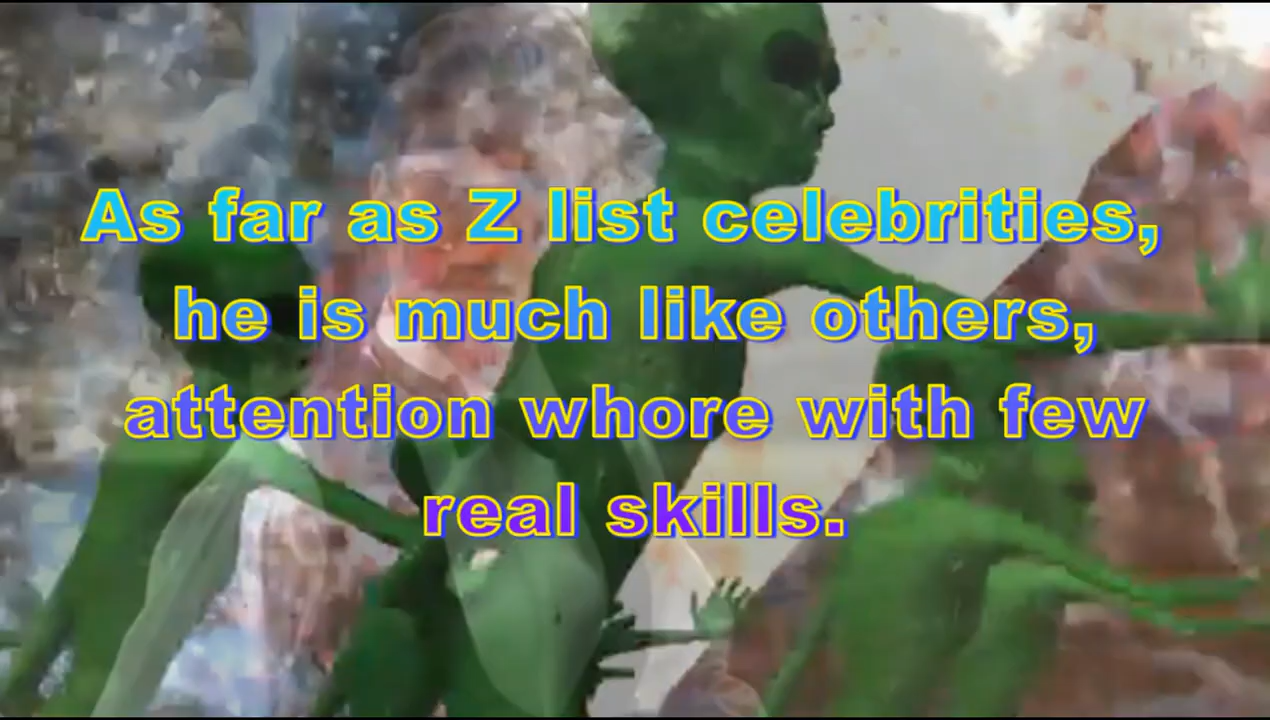 As far as Z list celebrities,
he is much like others,
attention whore with few
real skills.